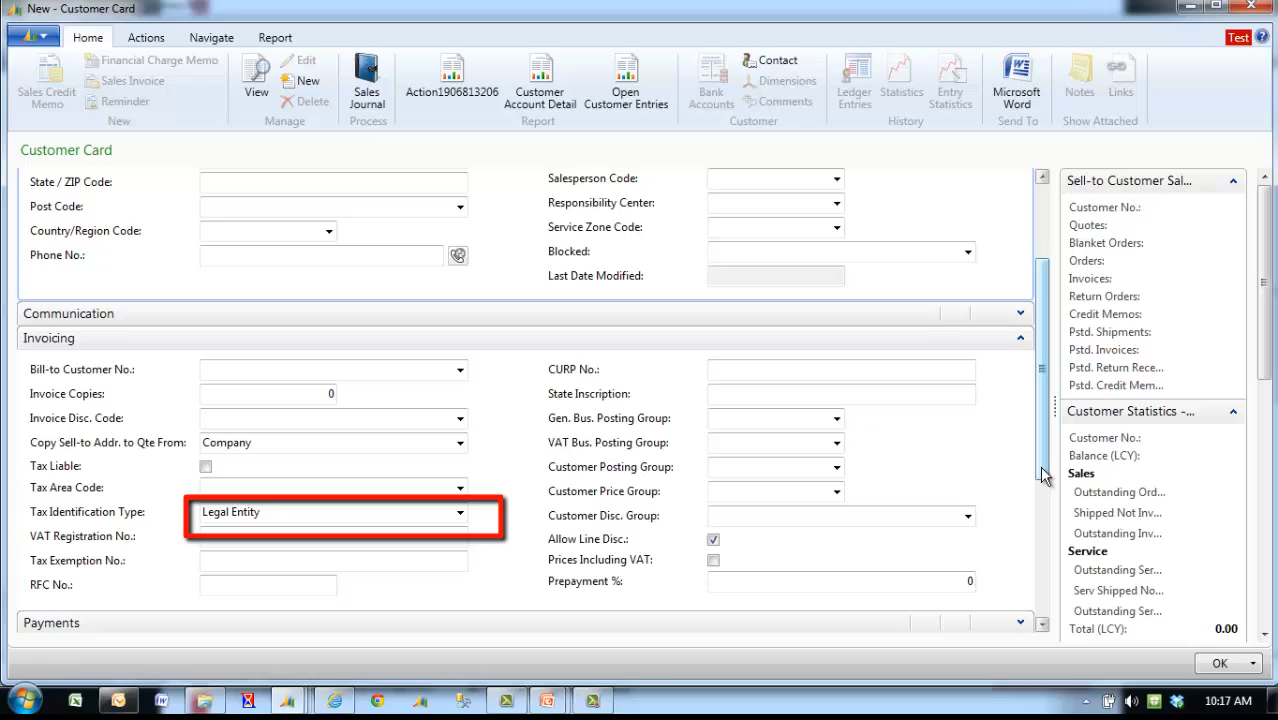 New - Customer Card
Home
Actions
Navigate
Report
Test
Sales Credit
Memo
Financial Charge Memo
Sales Invoice
Reminder
New
View
Edit
New
Delete
Manage
Sales
Journal
Process
Action1906813206
Customer
Account Detail
Open
Customer Entries
Report
Bank
Accounts
Contact
Dimensions
Comments
Customer
Ledger
Entries
Statistics
Entry
Statistics
History
Microsoft
Word
Send To
Notes
Links
Show Attached
Customer Card
State / ZIP Code:
Post Code:
Country/Region Code:
Phone No.:
Salesperson Code:
Responsibility Center:
Service Zone Code:
Blocked:
Last Date Modified:
Communication
Invoicing
Bill-to Customer No.:
Invoice Copies: 0
Invoice Disc. Code:
Copy Sell-to Addr. to Qte From: Company
Tax Liable:
Tax Area Code:
Tax Identification Type: Legal Entity
VAT Registration No.:
Tax Exemption No.:
RFC No.:
CURP No.:
State Inscription:
Gen. Bus. Posting Group:
VAT Bus. Posting Group:
Customer Posting Group:
Customer Price Group:
Customer Disc. Group:
Allow Line Disc.:
Prices Including VAT:
Prepayment %: 0
Payments
Sell-to Customer Sal...
Customer No.:
Quotes:
Blanket Orders:
Orders:
Invoices:
Return Orders:
Credit Memos:
Pstd. Shipments:
Pstd. Invoices:
Pstd. Return Rece...
Pstd. Credit Mem...
Customer Statistics -...
Customer No.:
Balance (LCY):
Sales
Outstanding Ord...
Shipped Not Inv...
Outstanding Inv...
Service
Outstanding Ser...
Serv Shipped No...
Outstanding Ser...
Total (LCY): 0.00
OK
10:17 AM